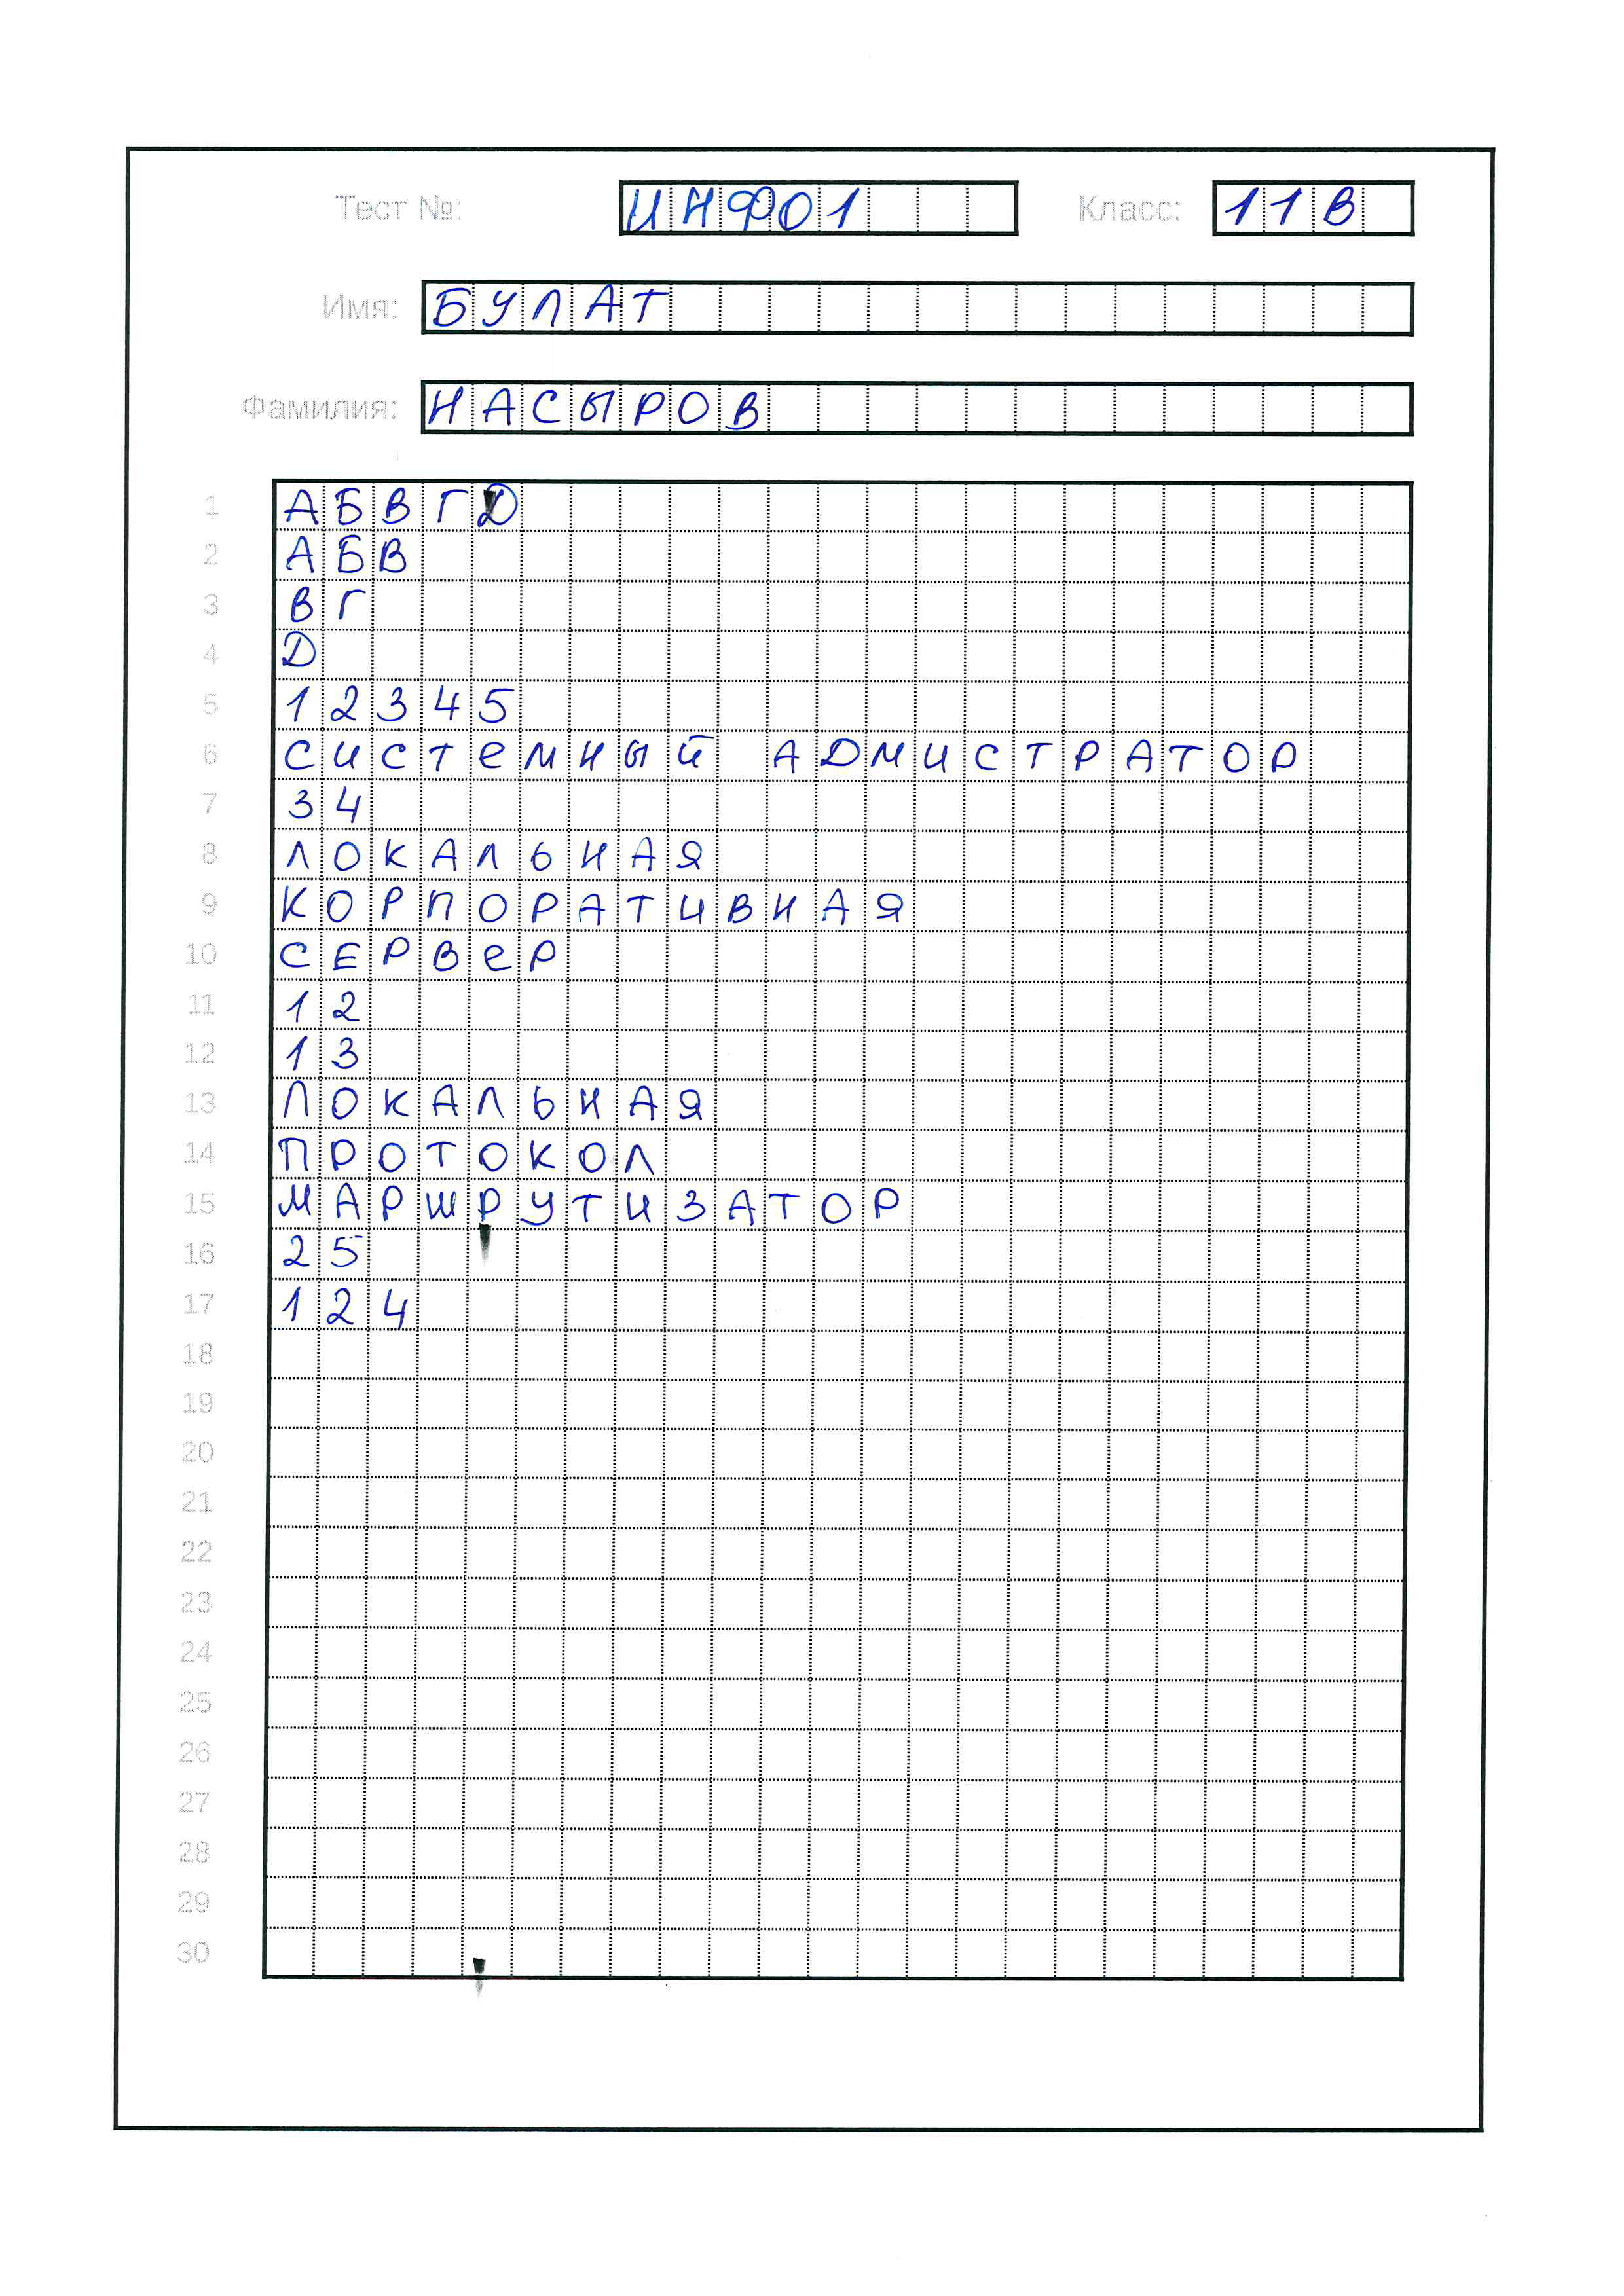 Тест №: ИНФО1 Класс: 11В
Имя: БУЛАТ
Фамилия: НАСЫРОВ
1 АБВГД
2 АБВ
3 ВГ
4 Д
5 12345
6 СИСТЕМНЫЙ АДМИСТРАТОР
7 34
8 ЛОКАЛЬНАЯ
9 КОРПОРАТИВНАЯ
10 СЕРВЕР
11 12
12 13
13 ЛОКАЛЬНАЯ
14 ПРОТОКОЛ
15 МАРШРУТИЗАТОР
16 25
17 124
18
19
20
21
22
23
24
25
26
27
28
29
30